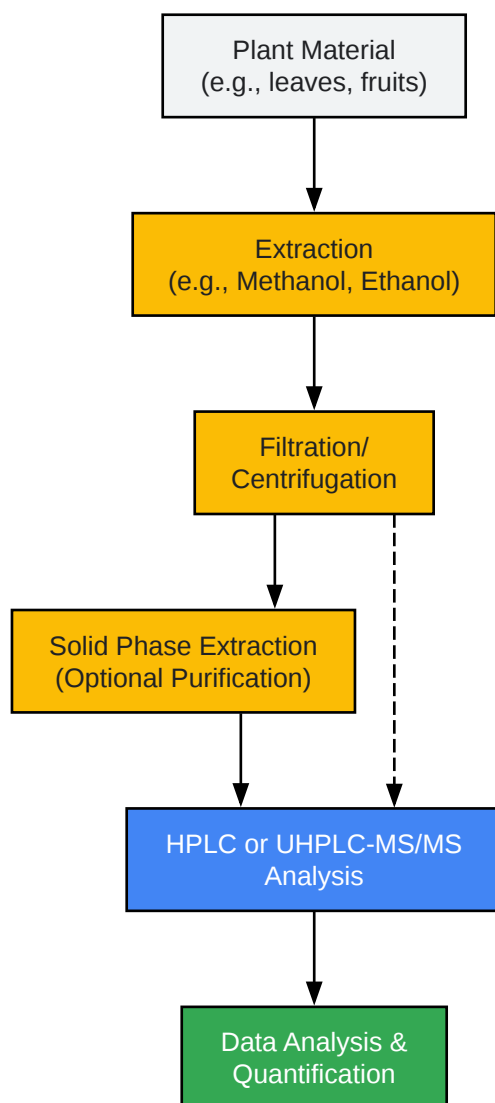 Plant Material
(e.g., leaves, fruits)
Extraction
(e.g., Methanol, Ethanol)
Filtration/
Centrifugation
Solid Phase Extraction
(Optional Purification)
HPLC or UHPLC-MS/MS
Analysis
Data Analysis &
Quantification